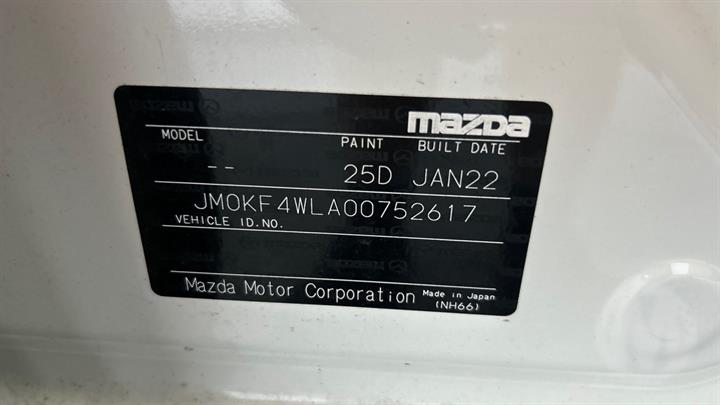 mazda
MODEL PAINT BUILT DATE
-- 25D JAN22
JM0KF4WLA00752617
VEHICLE ID.NO.
Mazda Motor Corporation Made in Japan
(NH66)